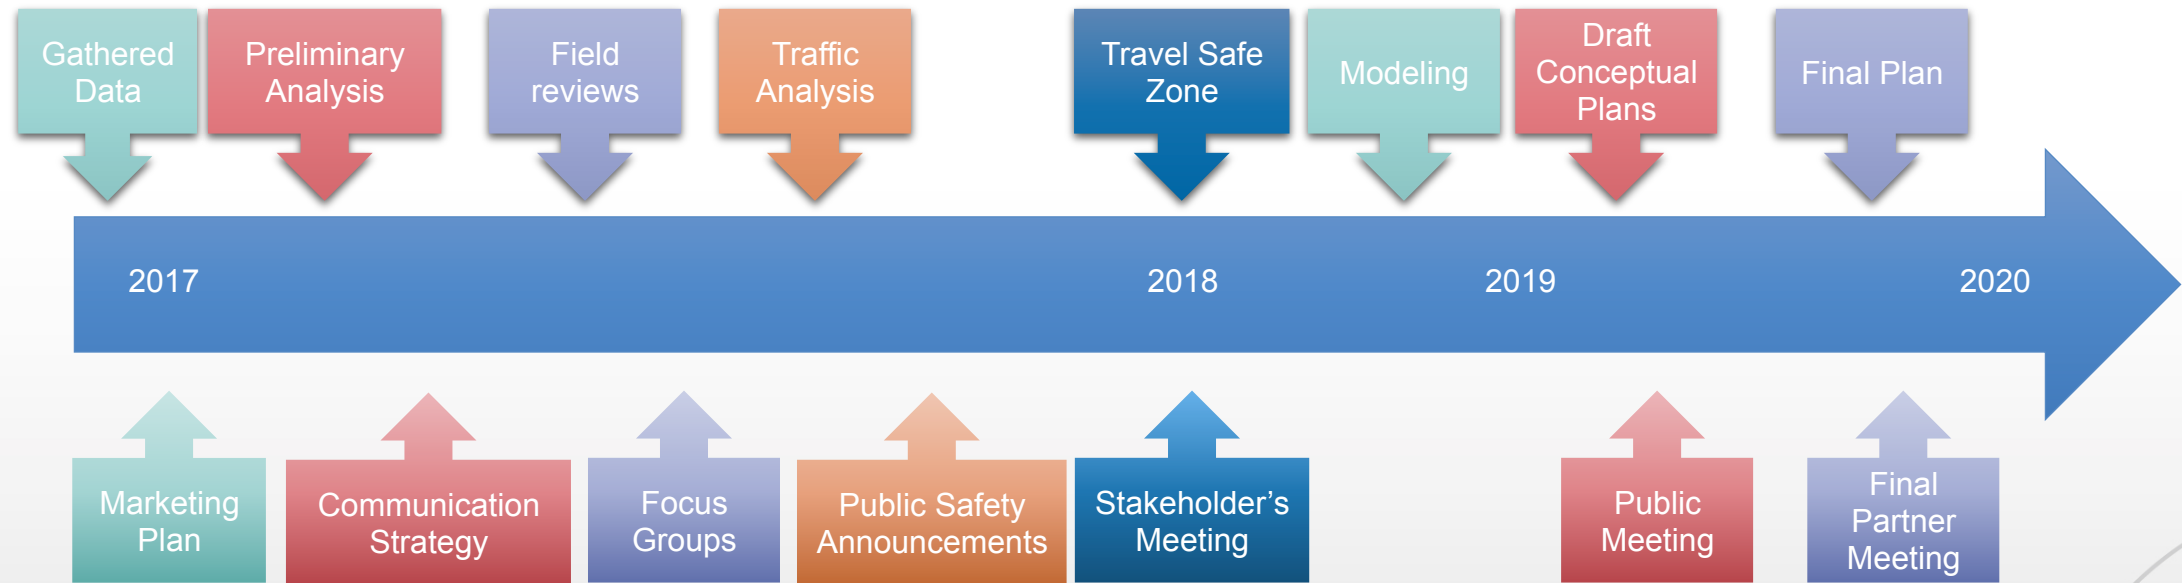 Gathered
Data
Preliminary
Analysis
Field
reviews
Traffic
Analysis
Travel Safe
Zone
Modeling
Draft
Conceptual
Plans
Final Plan
2017
2018
2019
2020
Marketing
Plan
Communication
Strategy
Focus
Groups
Public Safety
Announcements
Stakeholder’s
Meeting
Public
Meeting
Final
Partner
Meeting